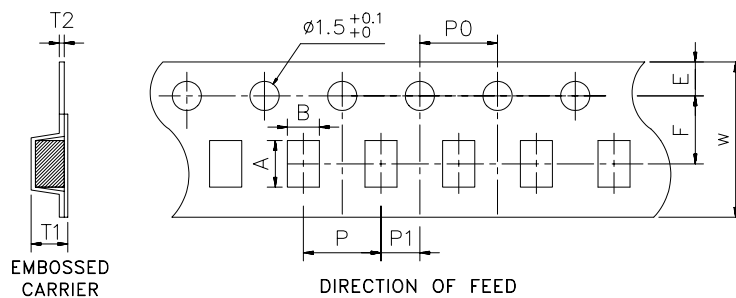 T2
ø1.5 +0.1 +0
P0
E
B
F
W
A
T1
P
P1
EMBOSSED
CARRIER
DIRECTION OF FEED